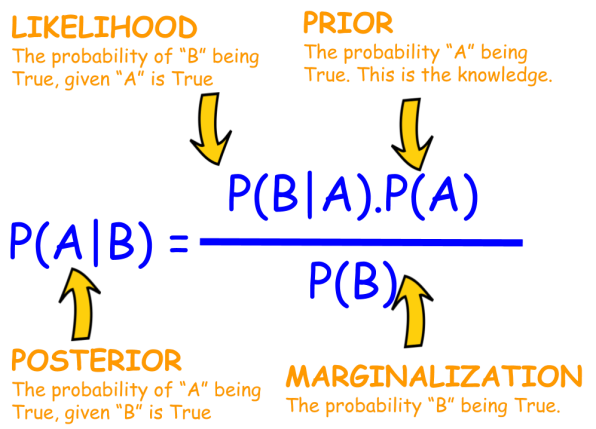 LIKELIHOOD
The probability of “B” being
True, given “A” is True
PRIOR
The probability “A” being
True. This is the knowledge.
P(A|B) =
P(B|A).P(A)
P(B)
POSTERIOR
The probability of “A” being
True, given “B” is True
MARGINALIZATION
The probability “B” being True.